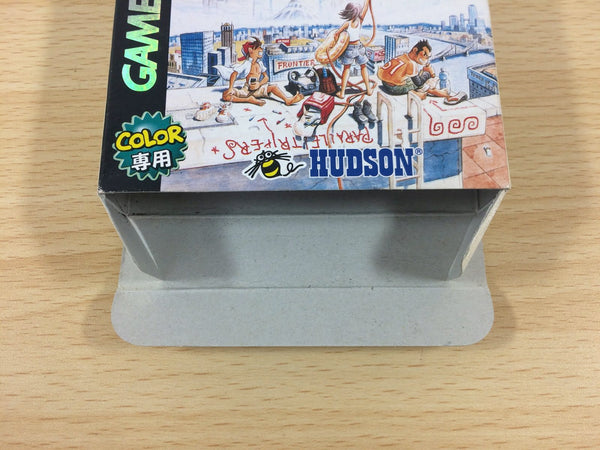 GAME
FRONTIER
COLOR
専用
PARALLEL TRIPPERS
HUDSON®